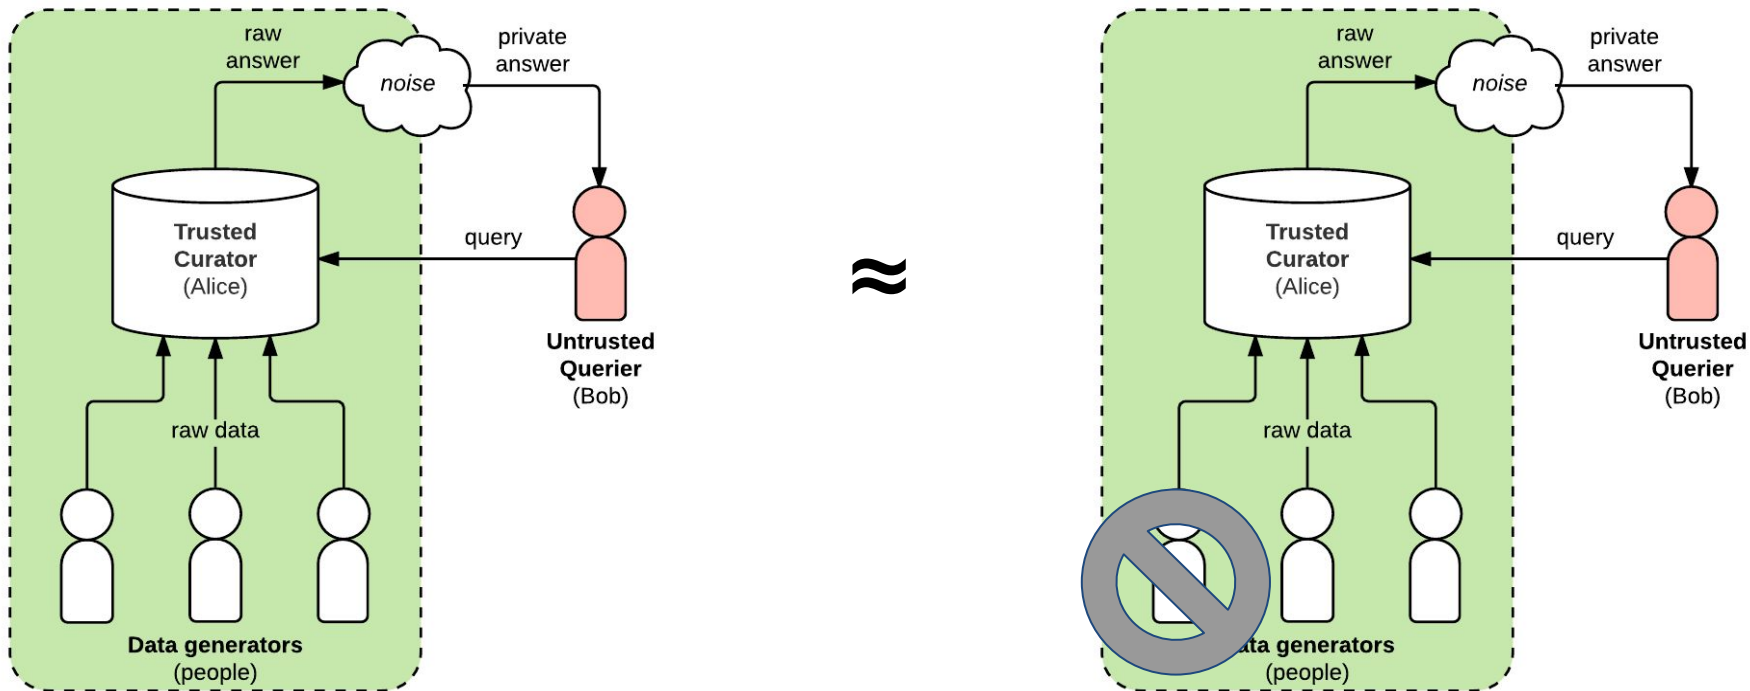 raw
answer
noise
private
answer
Trusted
Curator
(Alice)
query
Untrusted
Querier
(Bob)
raw data
Data generators
(people)
≈
raw
answer
noise
private
answer
Trusted
Curator
(Alice)
query
Untrusted
Querier
(Bob)
raw data
ata generators
(people)